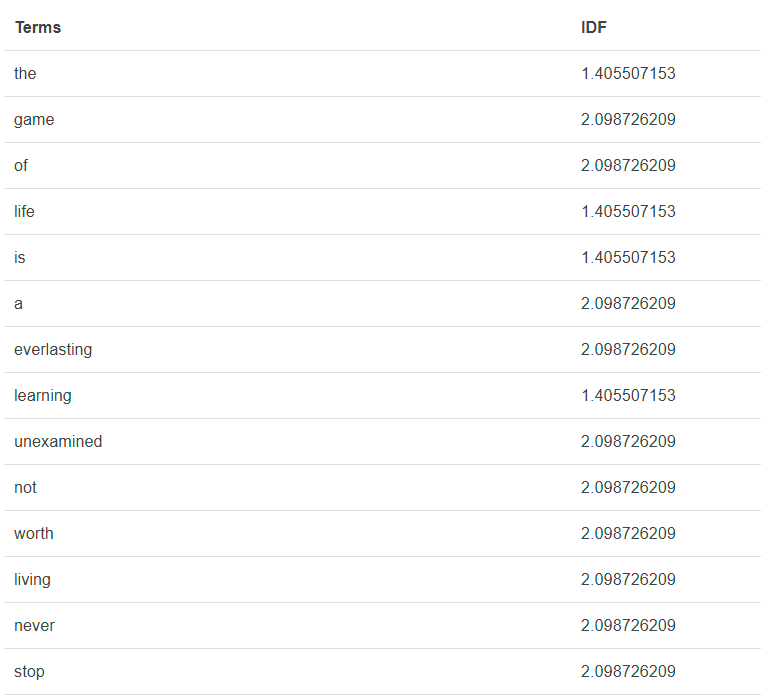 Terms IDF
the 1.405507153
game 2.098726209
of 2.098726209
life 1.405507153
is 1.405507153
a 2.098726209
everlasting 2.098726209
learning 1.405507153
unexamined 2.098726209
not 2.098726209
worth 2.098726209
living 2.098726209
never 2.098726209
stop 2.098726209